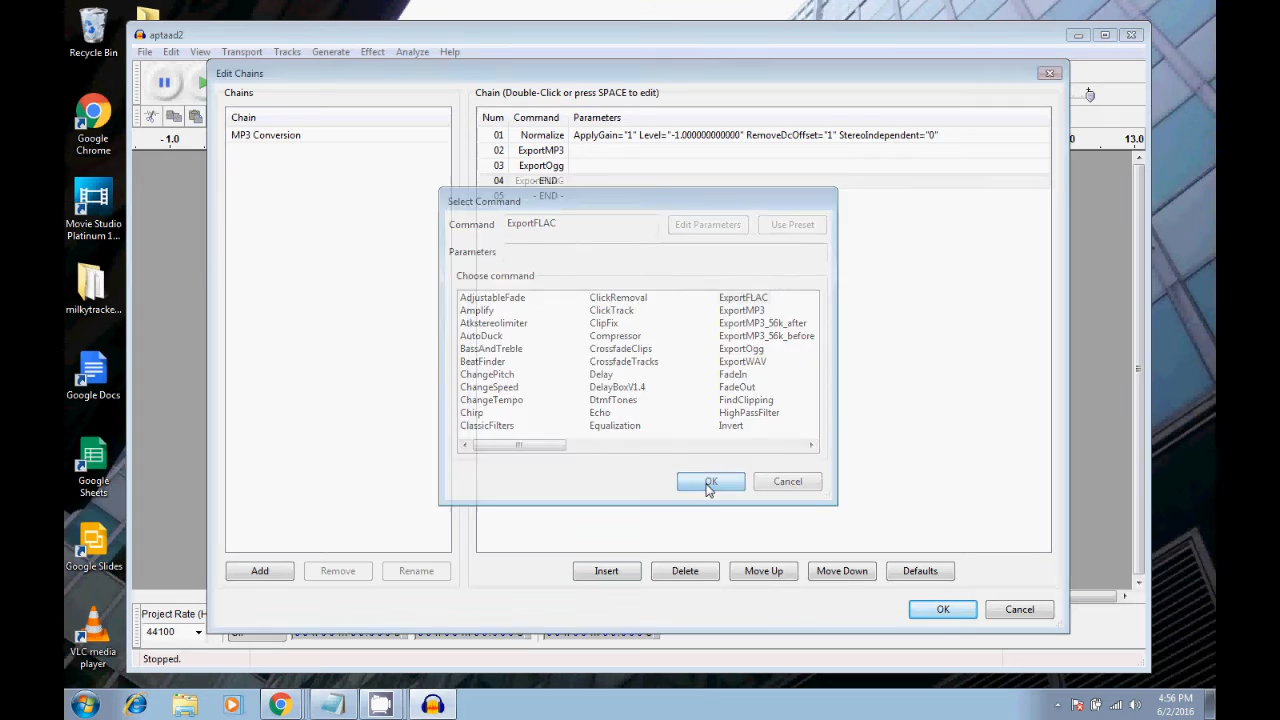 Recycle Bin
Google
Chrome
Movie Studio
Platinum 1...
milkytracke...
Google Docs
Google
Sheets
Google Slides
VLC media
player
aptaad2
File Edit View Transport Tracks Generate Effect Analyze Help
-1.0
13.0
Edit Chains
Chains
Chain
MP3 Conversion
Add Remove Rename
Chain (Double-Click or press SPACE to edit)
Num Command Parameters
01 Normalize ApplyGain="1" Level="-1.000000000000" RemoveDcOffset="1" StereoIndependent="0"
02 ExportMP3
03 ExportOgg
04 - END -
05 - END -
Select Command
Command ExportFLAC Edit Parameters Use Preset
Parameters
Choose command
AdjustableFade ClickRemoval ExportFLAC
Amplify ClickTrack ExportMP3
Atkstereolimiter ClipFix ExportMP3_56k_after
AutoDuck Compressor ExportMP3_56k_before
BassAndTreble CrossfadeClips ExportOgg
BeatFinder CrossfadeTracks ExportWAV
ChangePitch Delay FadeIn
ChangeSpeed DelayBoxV1.4 FadeOut
ChangeTempo DtmfTones FindClipping
Chirp Echo HighPassFilter
ClassicFilters Equalization Invert
OK Cancel
Insert Delete Move Up Move Down Defaults
OK Cancel
Project Rate (H
44100
Stopped.
4:56 PM
6/2/2016